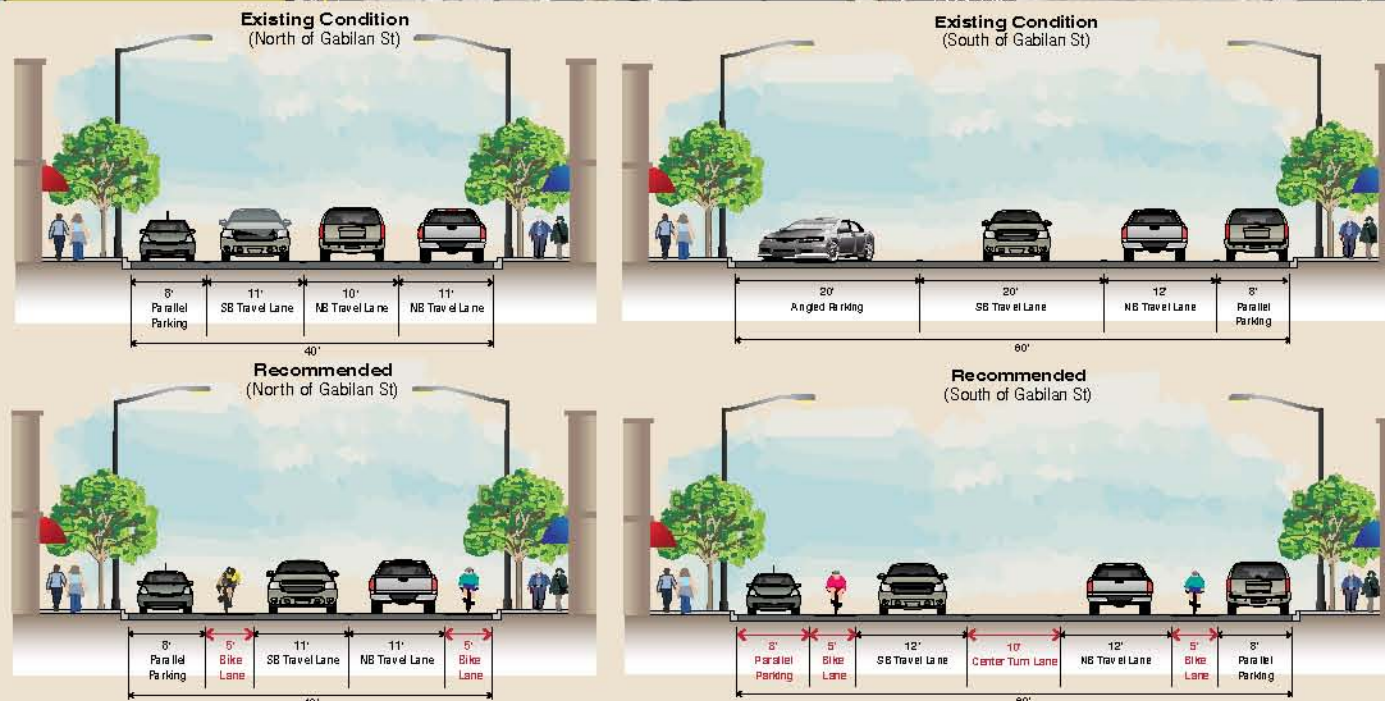 Existing Condition
(North of Gabilan St)
8' 11' 10' 11'
Parallel Parking SB Travel Lane NB Travel Lane NB Travel Lane
40'
Existing Condition
(South of Gabilan St)
20' 20' 12' 8'
Angled Parking SB Travel Lane NB Travel Lane Parallel Parking
60'
Recommended
(North of Gabilan St)
8' 5' 11' 11' 5'
Parallel Parking Bike Lane SB Travel Lane NB Travel Lane Bike Lane
Recommended
(South of Gabilan St)
8' 5' 12' 10' 12' 5' 8'
Parallel Parking Bike Lane SB Travel Lane Center Turn Lane NB Travel Lane Bike Lane Parallel Parking